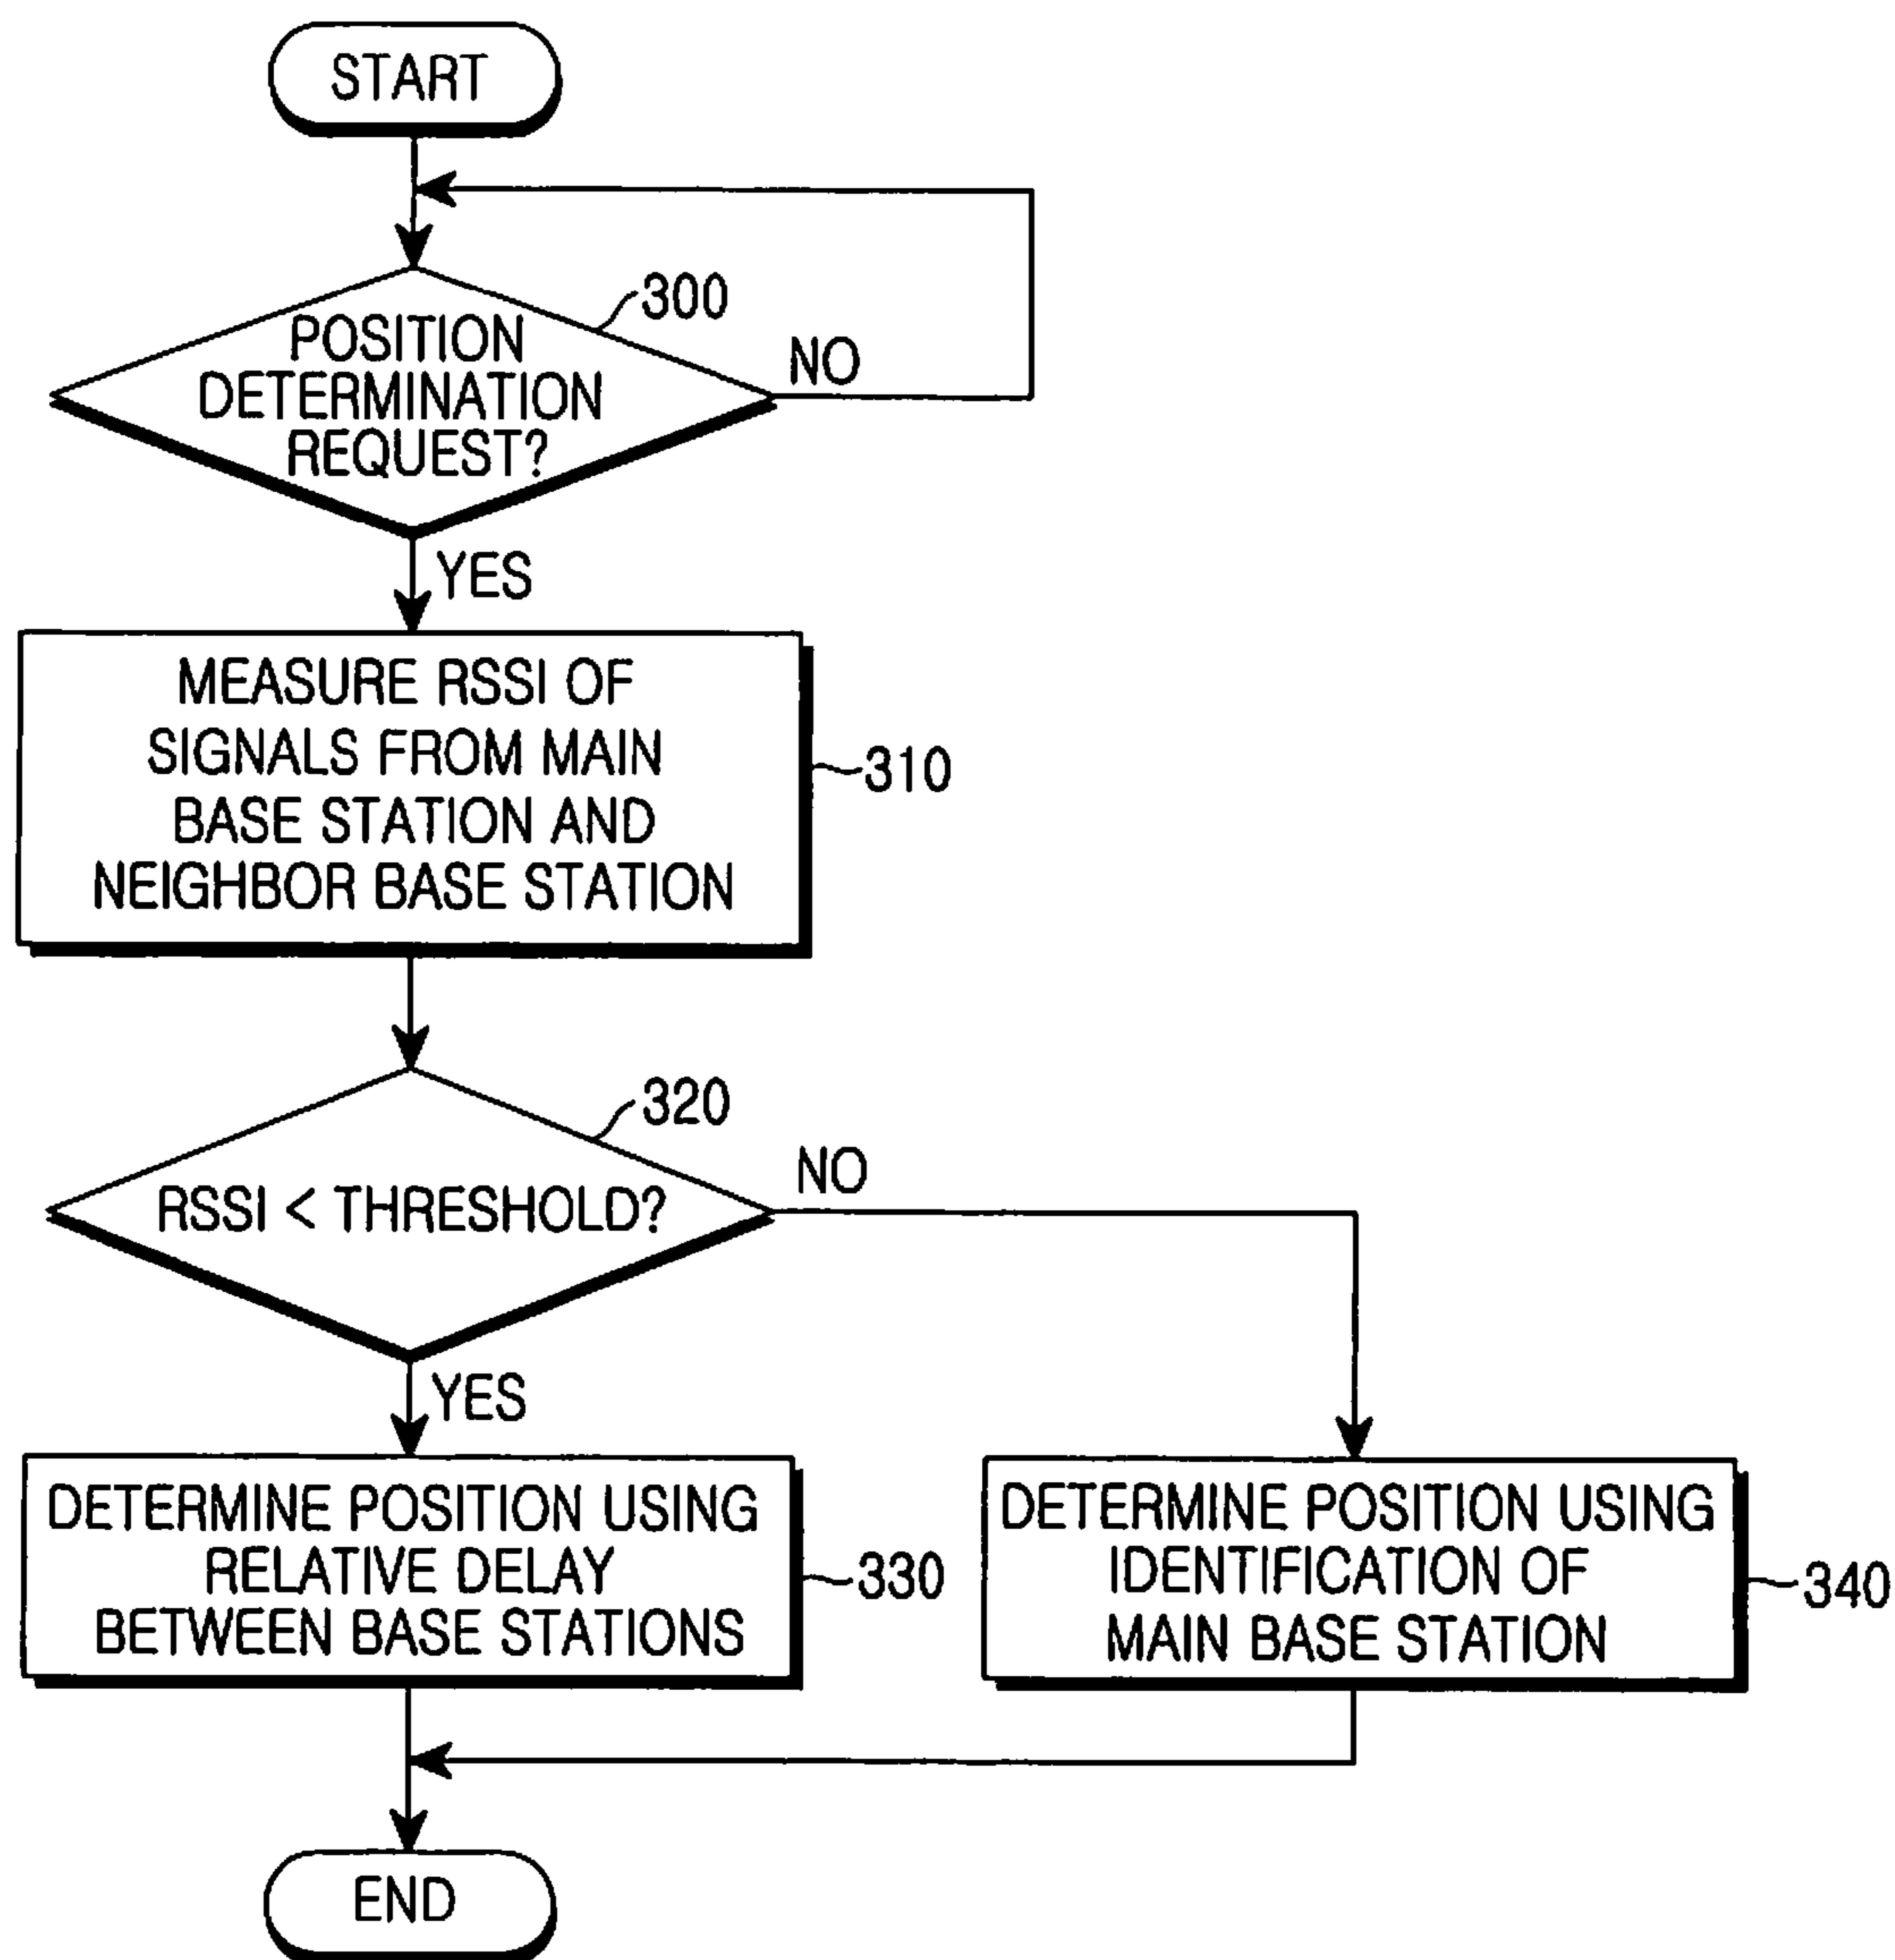 START
300
POSITION
DETERMINATION
REQUEST?
NO
YES
MEASURE RSSI OF
SIGNALS FROM MAIN
BASE STATION AND
NEIGHBOR BASE STATION
310
320
RSSI < THRESHOLD?
NO
YES
DETERMINE POSITION USING
RELATIVE DELAY
BETWEEN BASE STATIONS
330
DETERMINE POSITION USING
IDENTIFICATION OF
MAIN BASE STATION
340
END